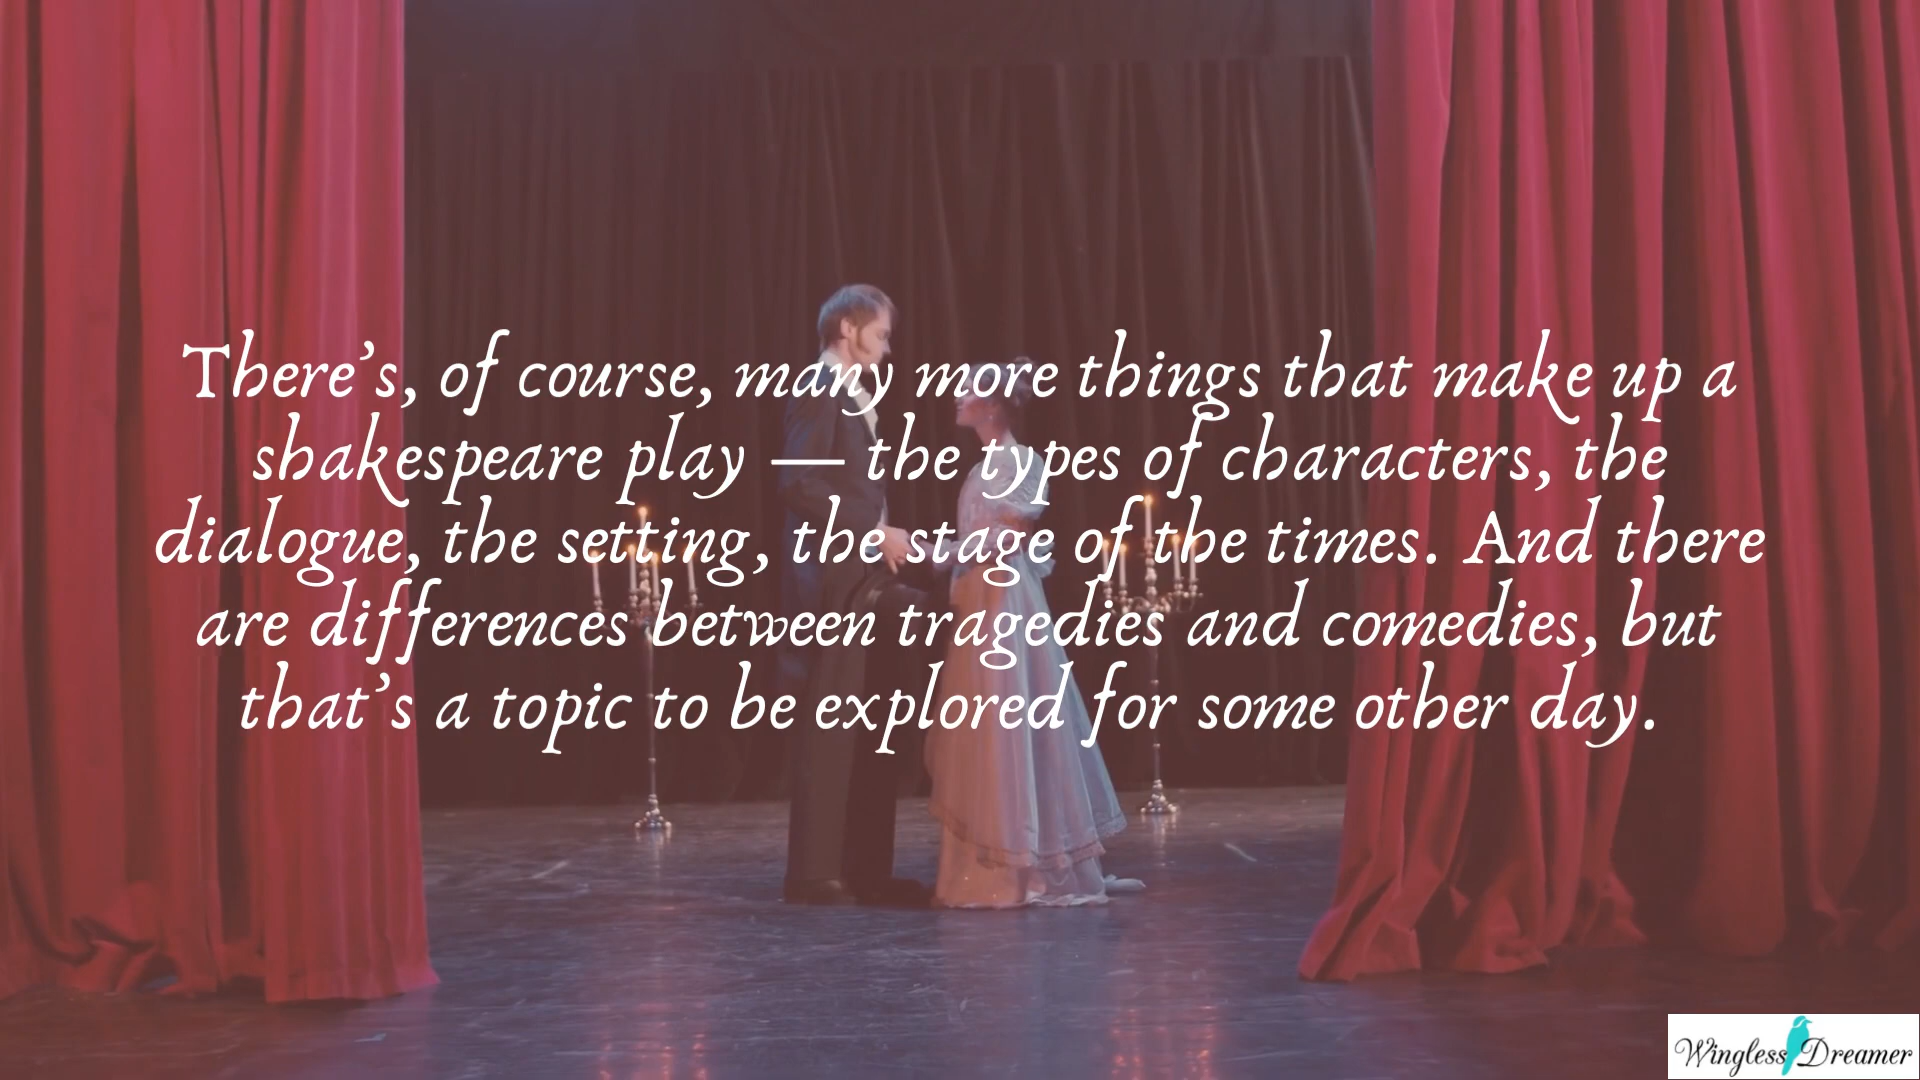 There's, of course, many more things that make up a
shakespeare play — the types of characters, the
dialogue, the setting, the stage of the times. And there
are differences between tragedies and comedies, but
that's a topic to be explored for some other day.
Wingless Dreamer